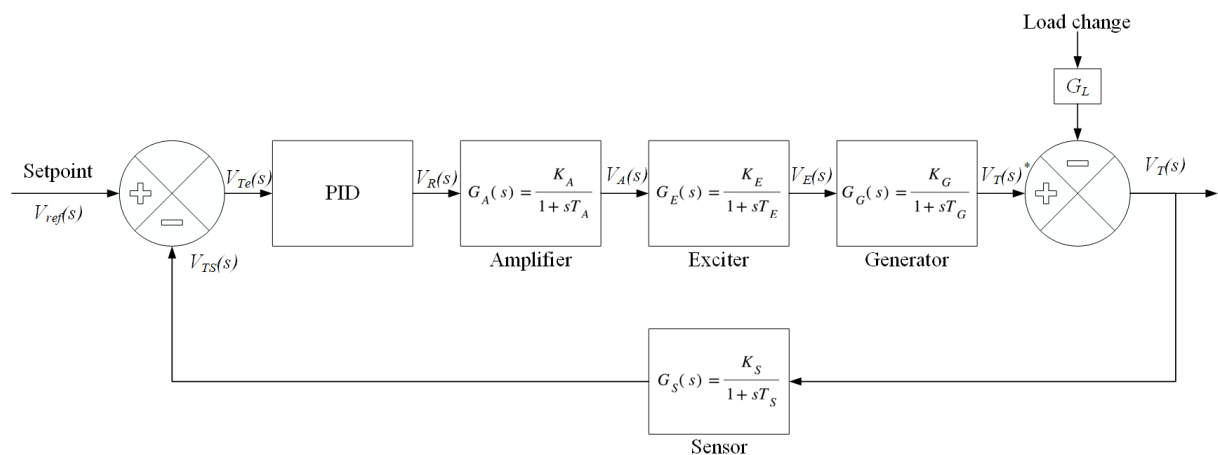 Load change
G_L
Setpoint
V_ref(s)
V_Te(s)
PID
V_R(s)
G_A(s) = K_A / (1 + sT_A)
V_A(s)
G_E(s) = K_E / (1 + sT_E)
V_E(s)
G_G(s) = K_G / (1 + sT_G)
V_T(s)*
V_T(s)
V_TS(s)
Amplifier
Exciter
Generator
G_S(s) = K_S / (1 + sT_S)
Sensor